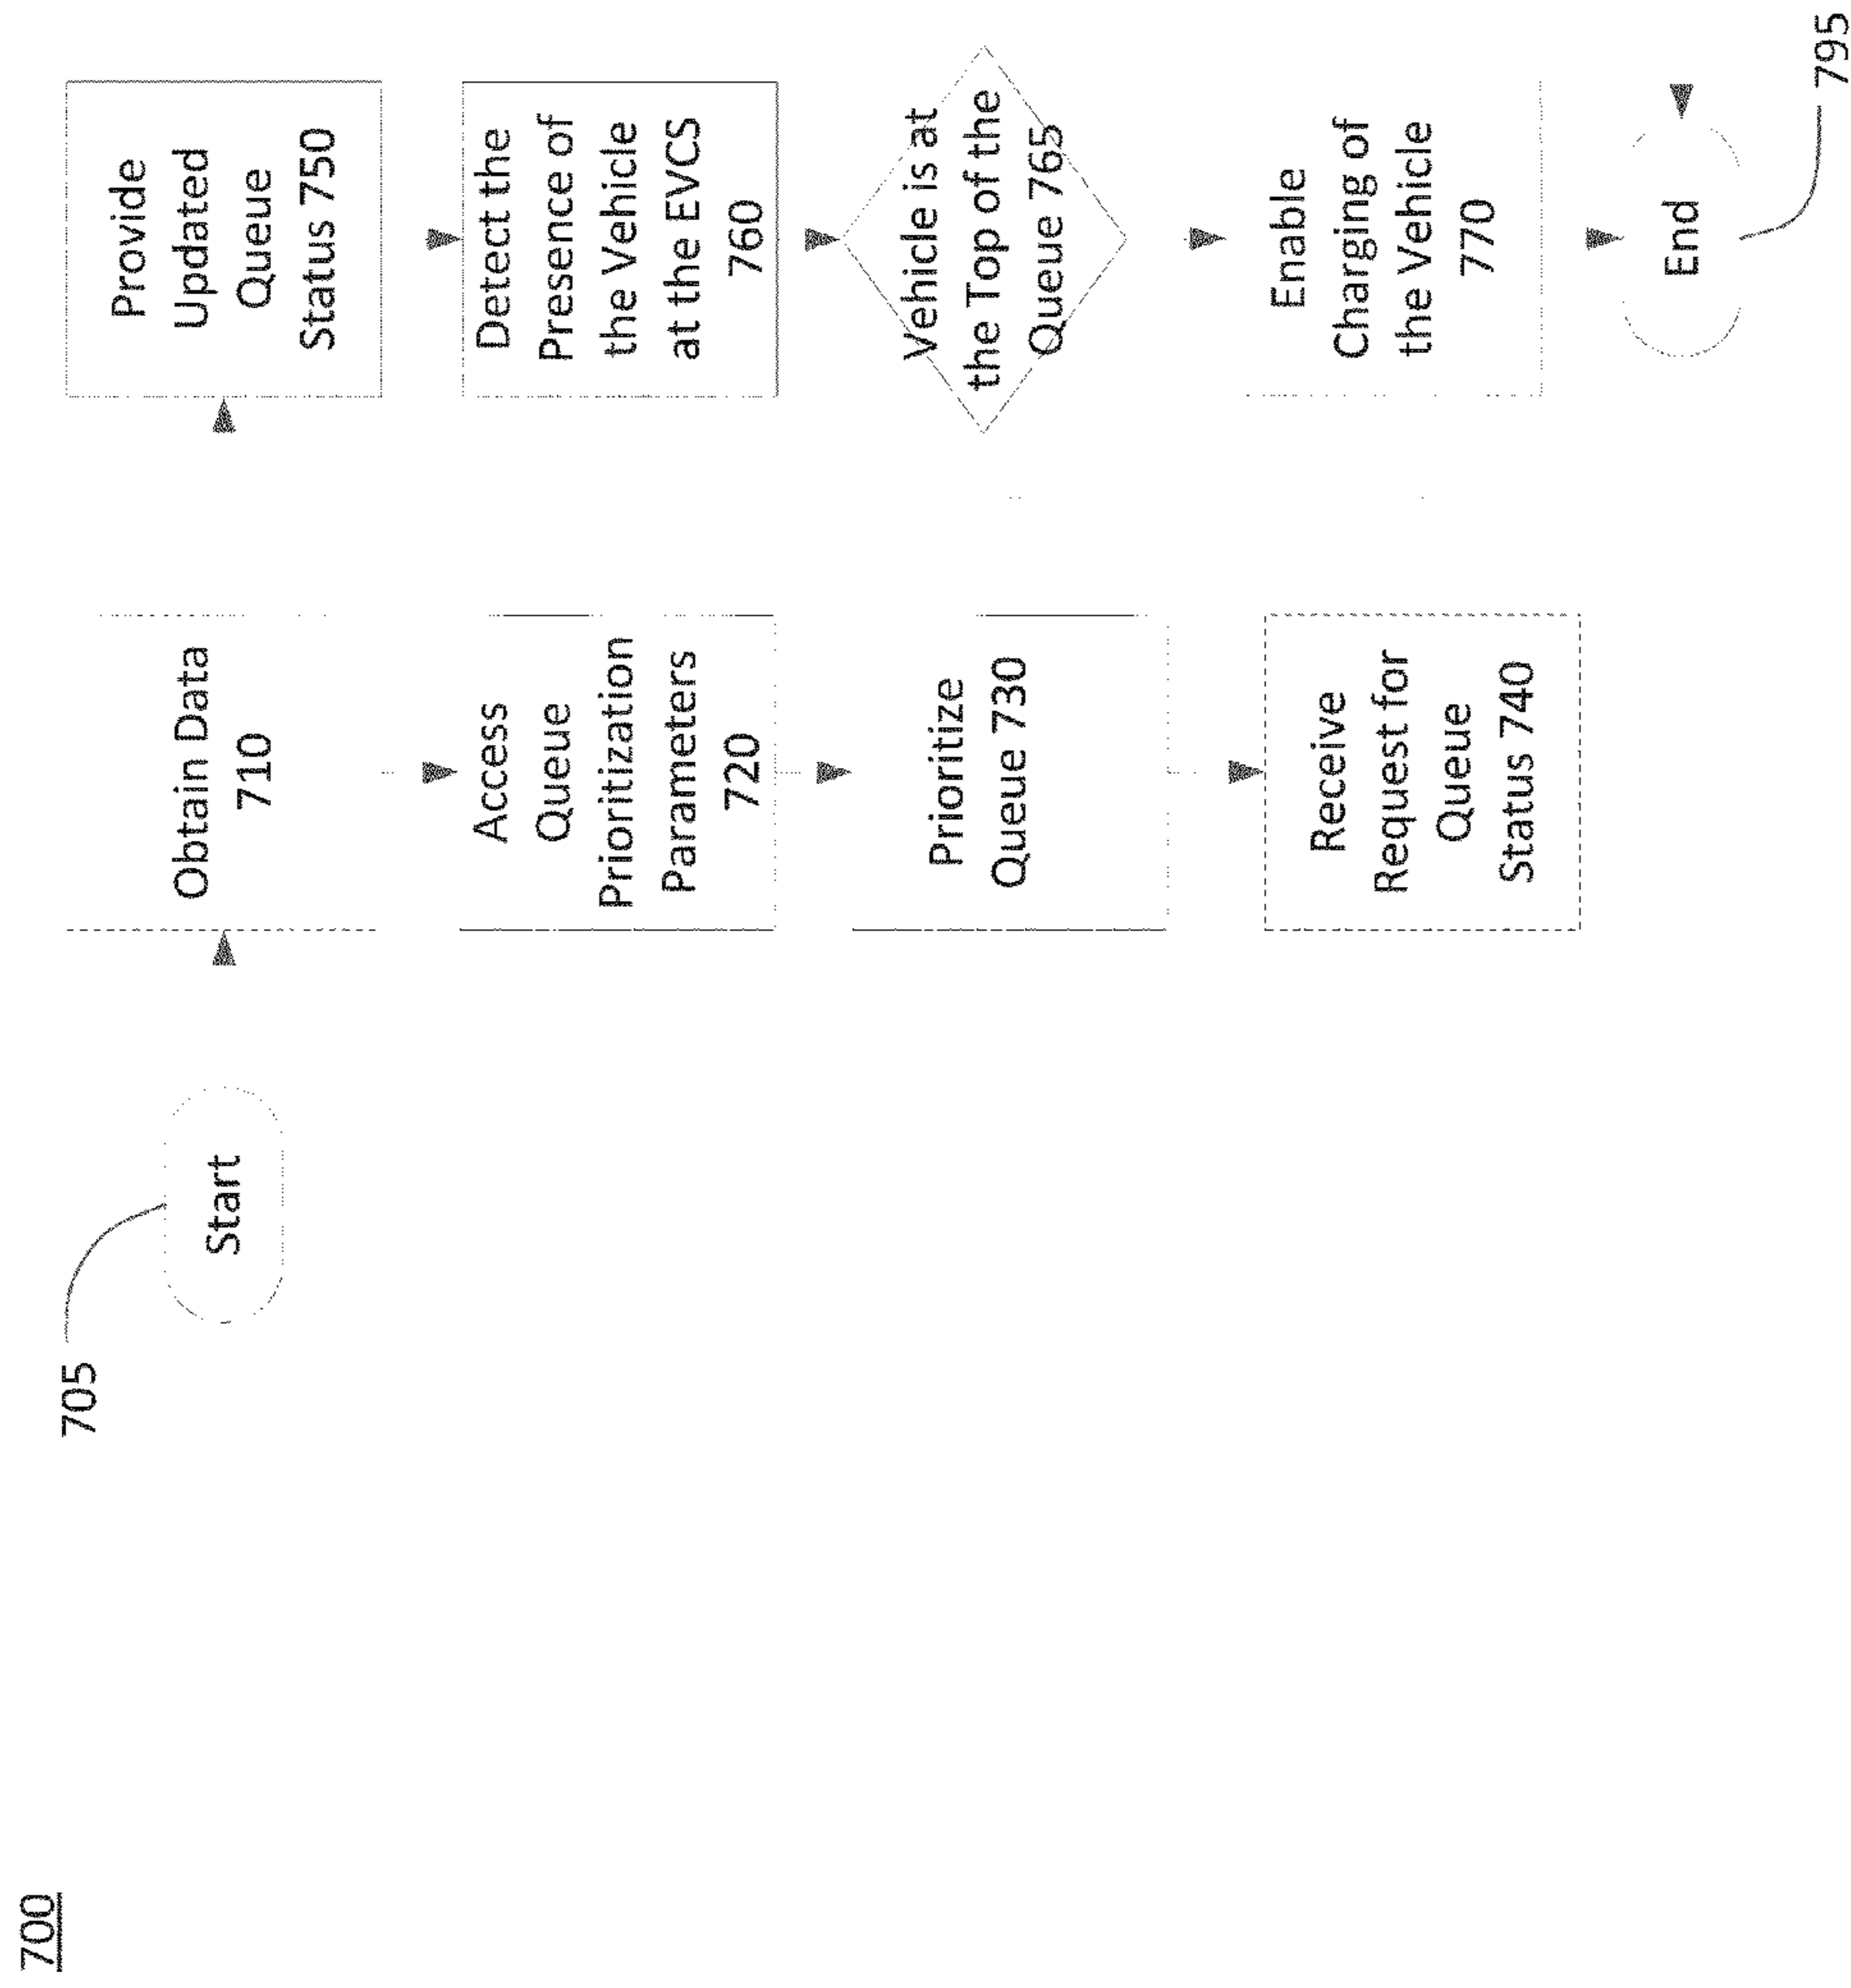 700
705
Start
Obtain Data
710
Access
Queue
Prioritization
Parameters
720
Prioritize
Queue 730
Receive
Request for
Queue
Status 740
Provide
Updated
Queue
Status 750
Detect the
Presence of
the Vehicle
at the EVCS
760
Vehicle is at
the Top of the
Queue 765
Enable
Charging of
the Vehicle
770
End
795